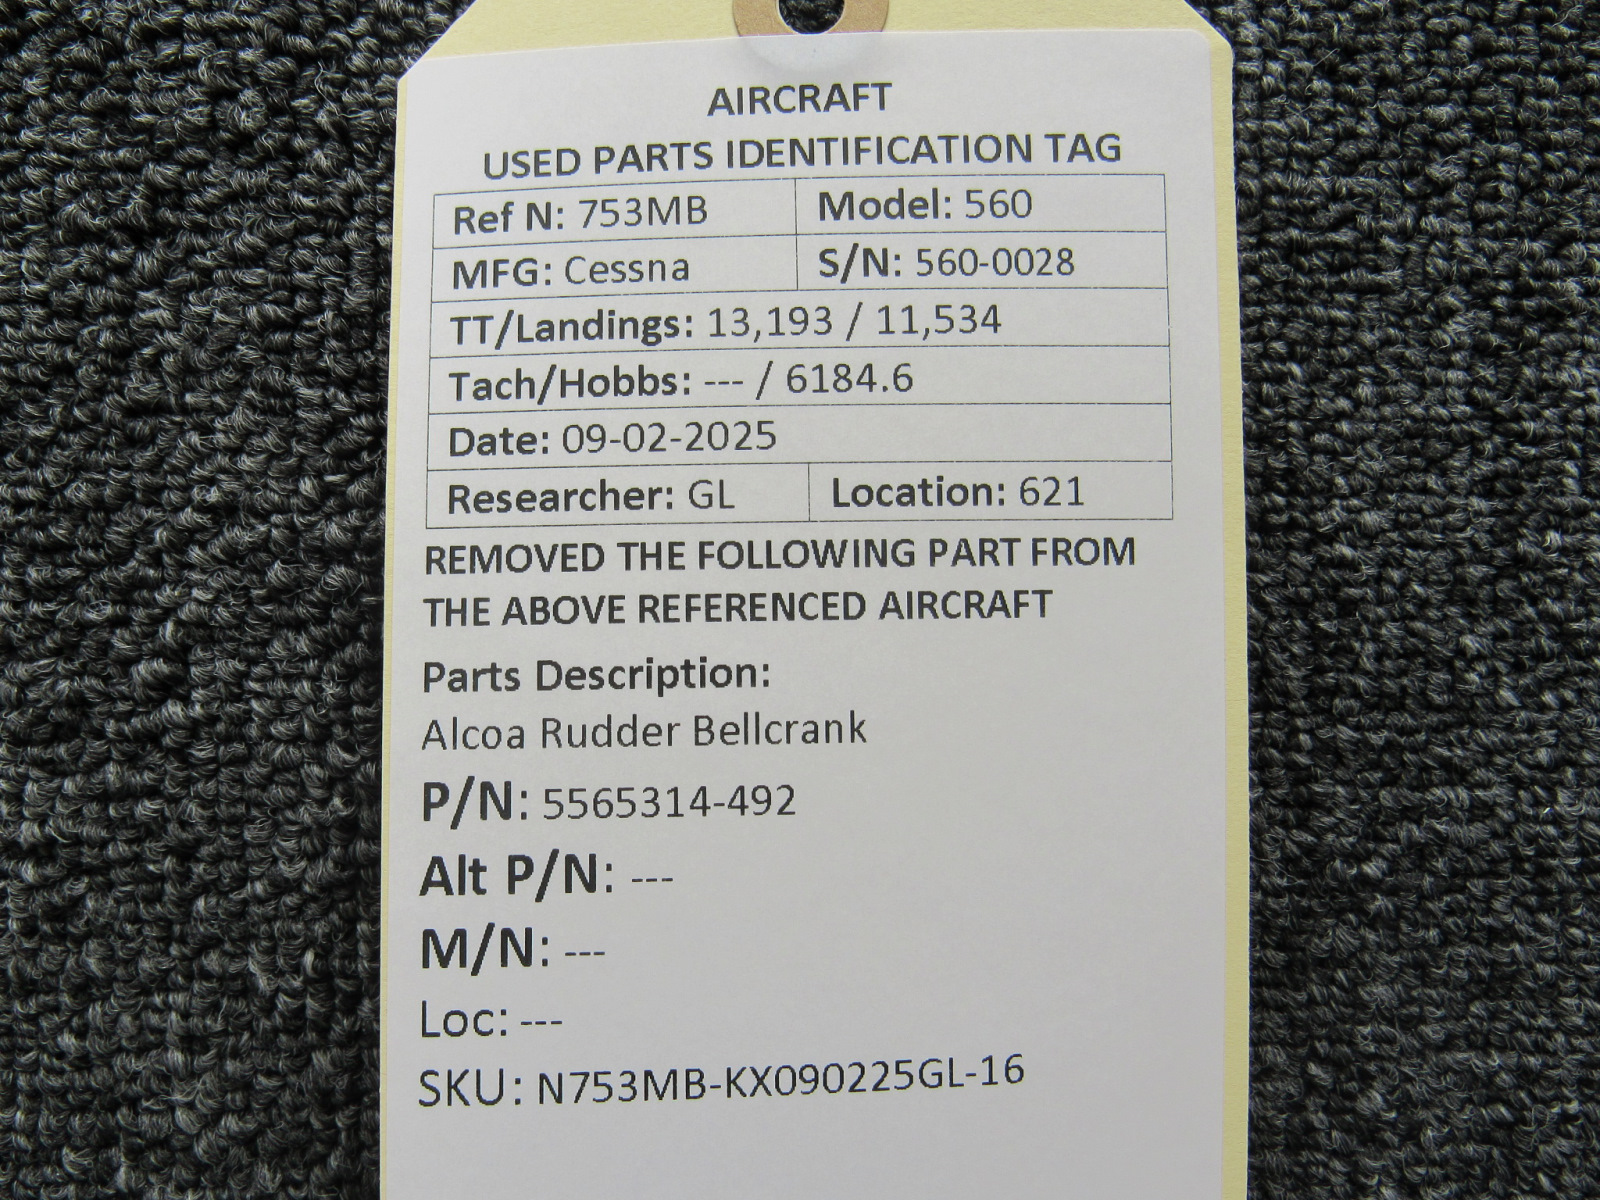 AIRCRAFT
USED PARTS IDENTIFICATION TAG
Ref N: 753MB Model: 560
MFG: Cessna S/N: 560-0028
TT/Landings: 13,193 / 11,534
Tach/Hobbs: --- / 6184.6
Date: 09-02-2025
Researcher: GL Location: 621
REMOVED THE FOLLOWING PART FROM
THE ABOVE REFERENCED AIRCRAFT
Parts Description:
Alcoa Rudder Bellcrank
P/N: 5565314-492
Alt P/N: ---
M/N: ---
Loc: ---
SKU: N753MB-KX090225GL-16